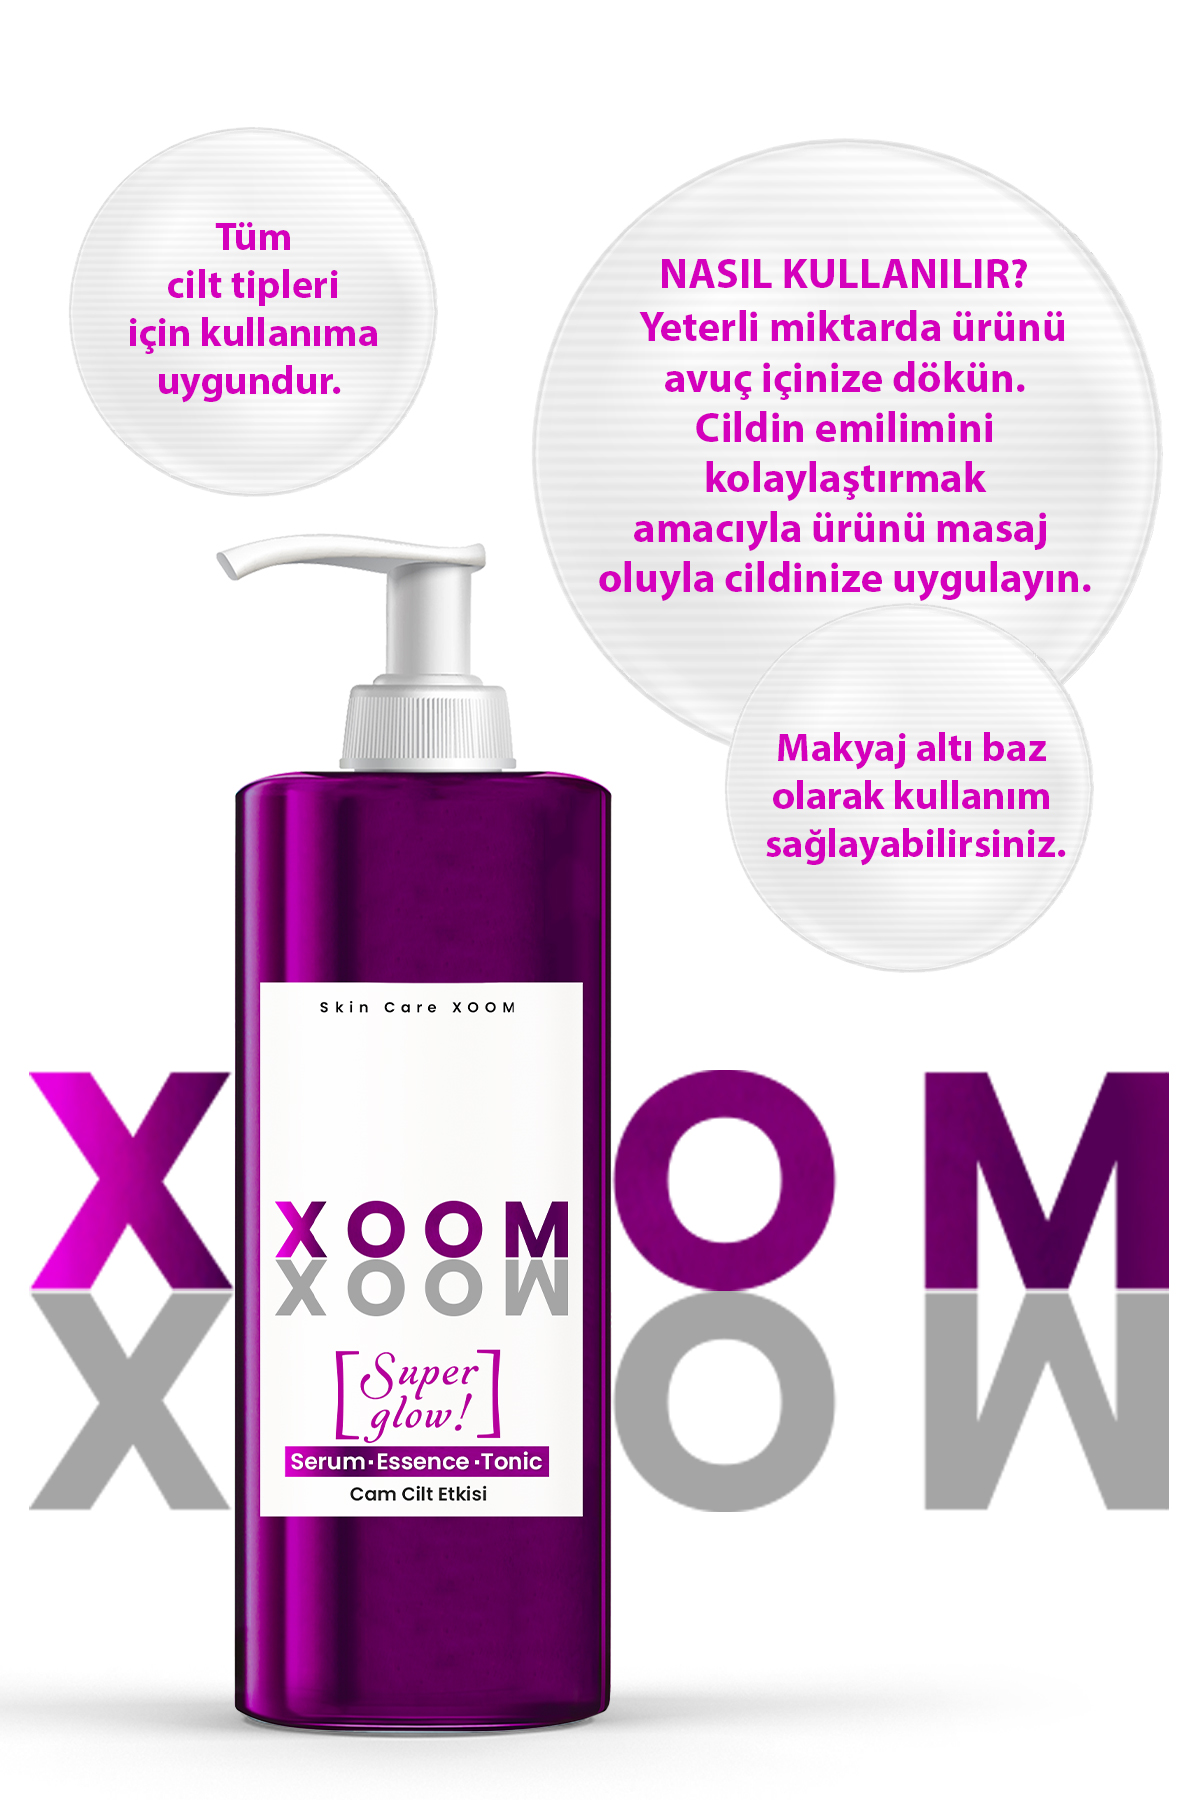 Tüm
cilt tipleri
için kullanıma
uygundur.
NASIL KULLANILIR?
Yeterli miktarda ürünü
avuç içinize dökün.
Cildin emilimini
kolaylaştırmak
amacıyla ürünü masaj
oluyla cildinize uygulayın.
Makyaj altı baz
olarak kullanım
sağlayabilirsiniz.
Skin Care XOOM
XOOM
XOOM
[Super
glow!]
Serum·Essence·Tonic
Cam Cilt Etkisi
X OM
X OM